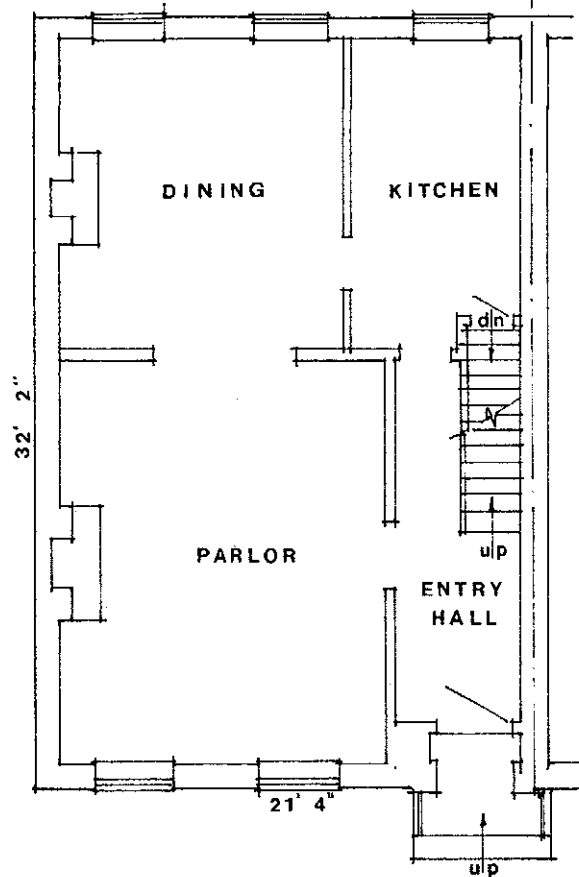 DINING
KITCHEN
dn
32' 2"
PARLOR
up
ENTRY
HALL
21' 4"
up